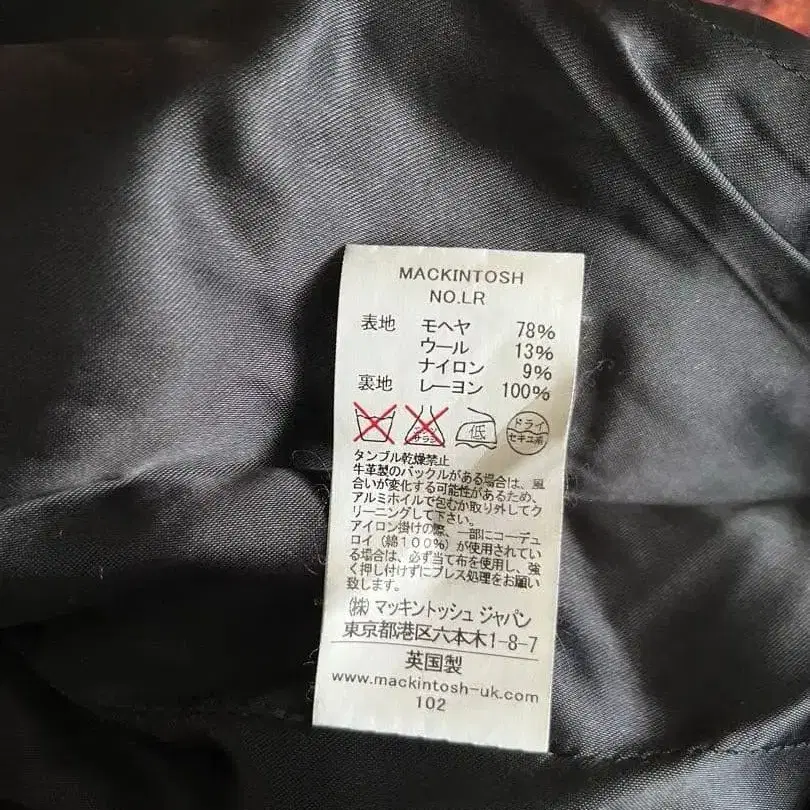 MACKINTOSH
NO.LR
表地 モヘヤ 78%
ウール 13%
ナイロン 9%
裏地 レーヨン 100%
エンソ サラシ 低 ドライ セキユ系
タンブル乾燥禁止
牛革製のバックルがある場合は、風
合いが変化する可能性があるため、
アルミホイルで包むか取り外してク
リーニングして下さい。
アイロン掛けの際、一部にコーデュ
ロイ（綿100%）が使用されてい
る場合は、必ず当て布を使用し、強
く押し付けずにプレス処理をお願い
致します。
㈱マッキントッシュ ジャパン
東京都港区六本木1-8-7
英国製
www.mackintosh-uk.com
102